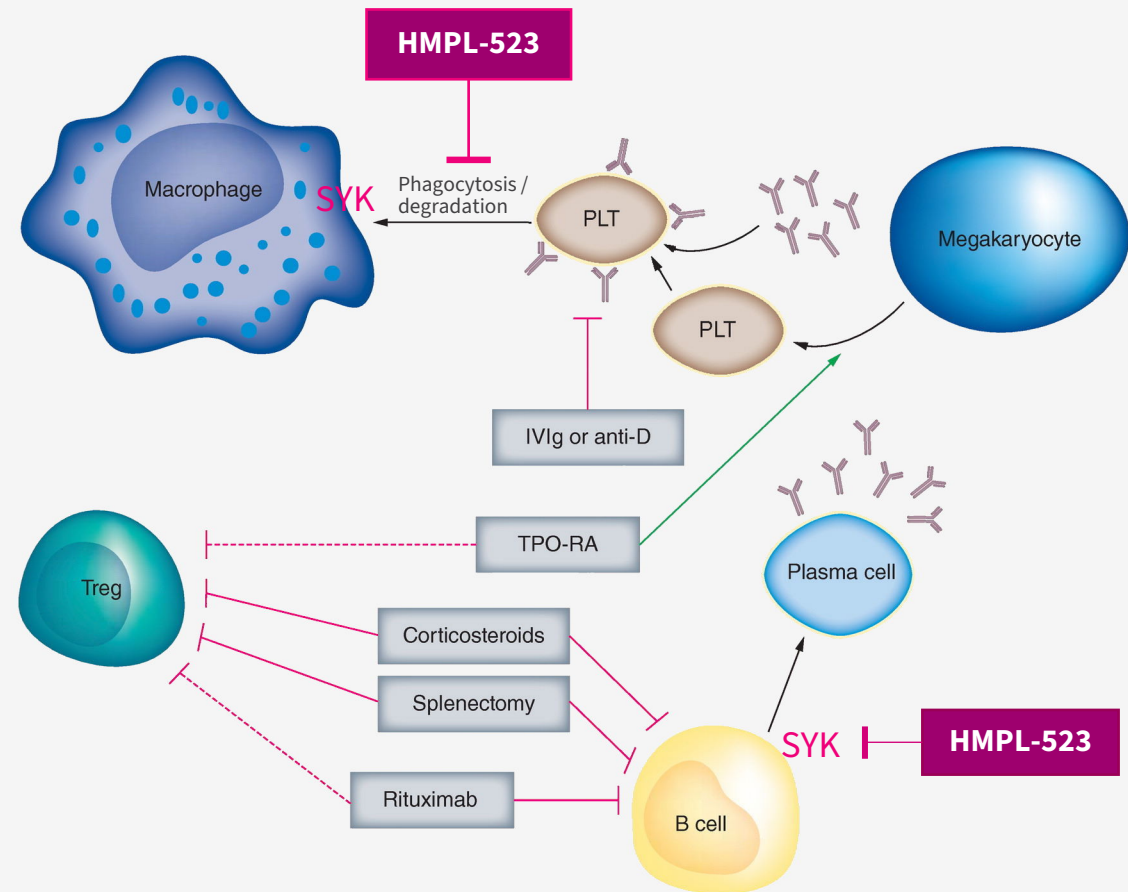 HMPL-523
Macrophage
SYK
Phagocytosis /
degradation
PLT
Megakaryocyte
PLT
IVIg or anti-D
TPO-RA
Plasma cell
Treg
Corticosteroids
Splenectomy
SYK
HMPL-523
Rituximab
B cell